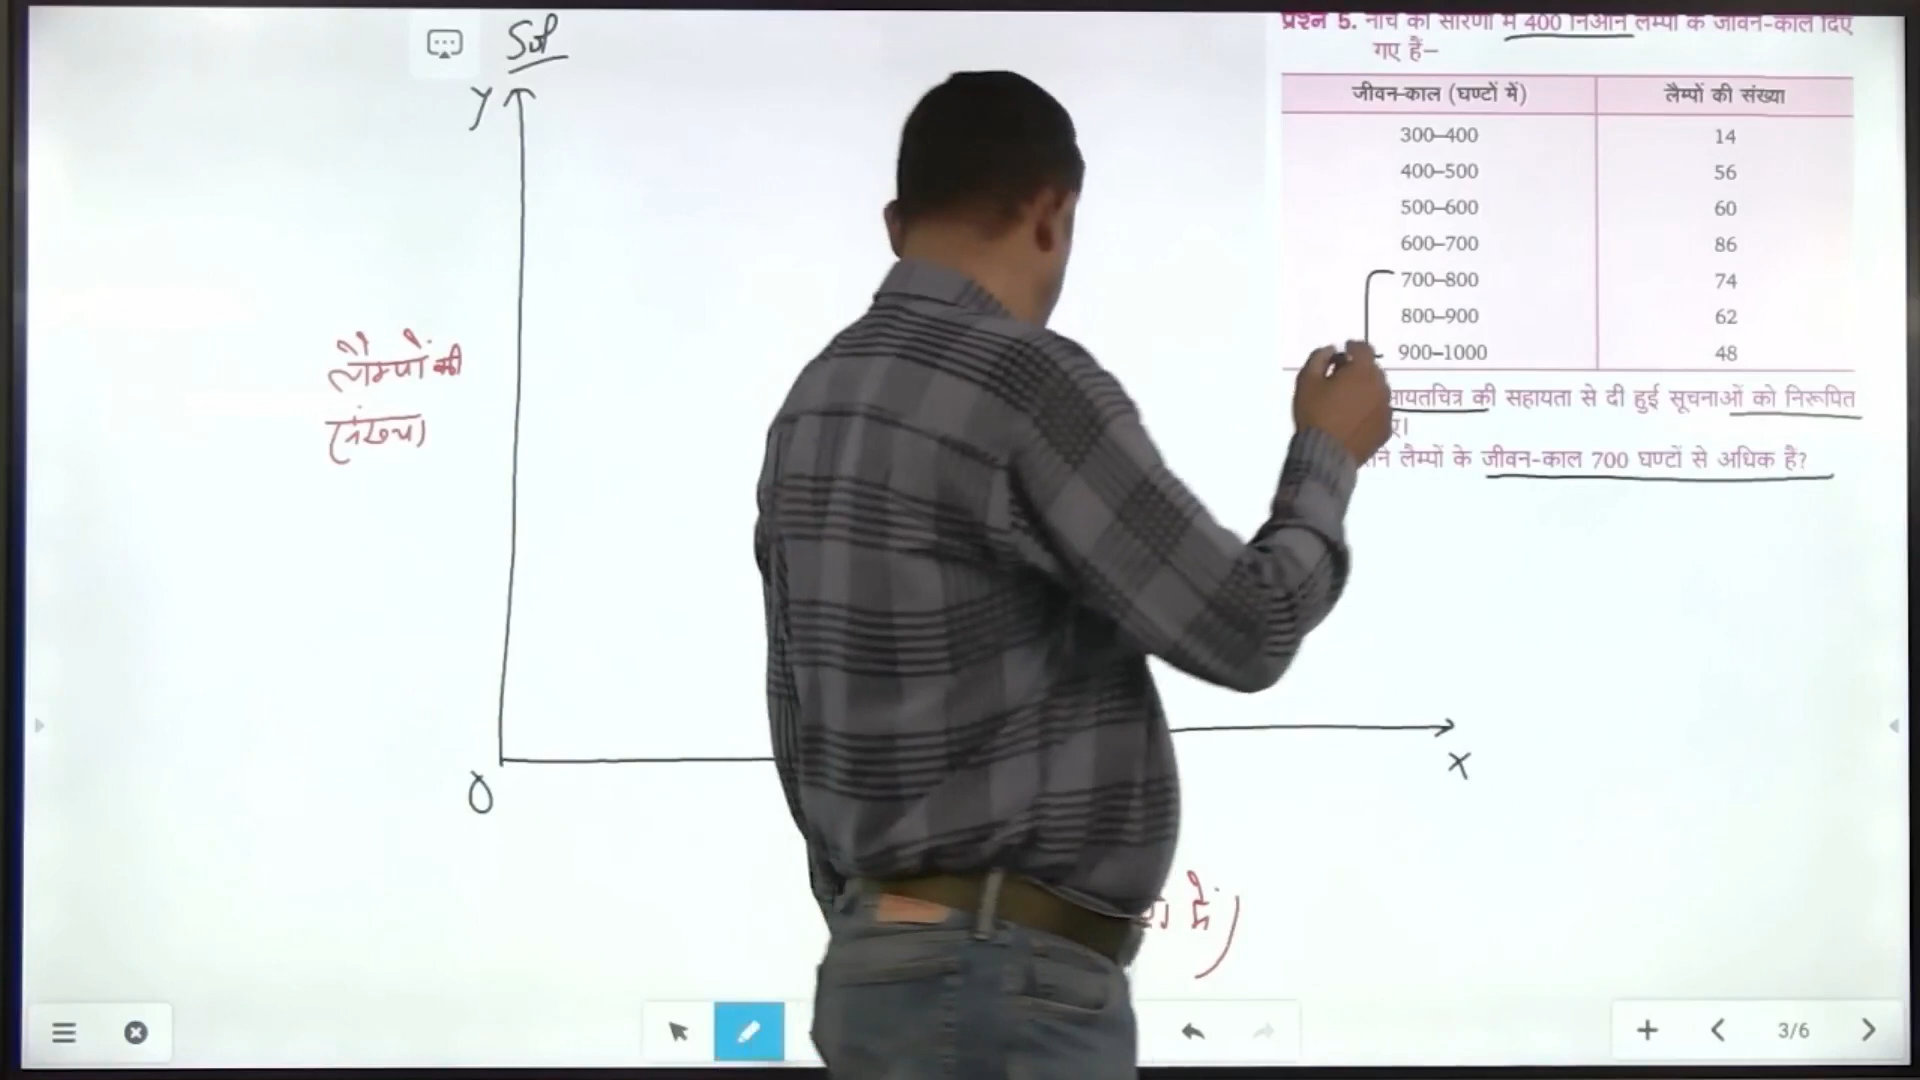 Sol
Y
लैम्पों की
संख्या
O
X
में)
प्रश्न 5. नीचे की सारणी में 400 निऑन लैम्पों के जीवन-काल दिए
गए हैं–
जीवन-काल (घण्टों में) लैम्पों की संख्या
300–400 14
400–500 56
500–600 60
600–700 86
700–800 74
800–900 62
900–1000 48
की सहायता से दी हुई सूचनाओं को निरूपित
लैम्पों के जीवन-काल 700 घण्टों से अधिक हैं?
3/6